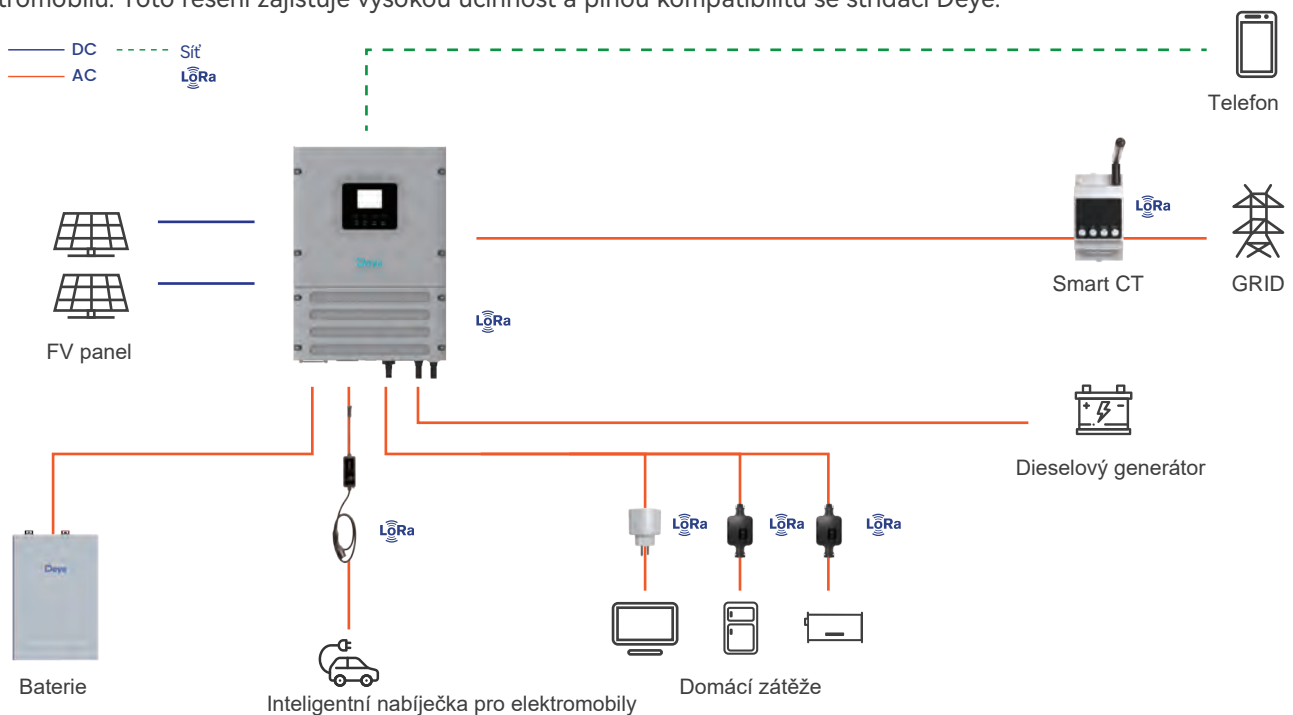 tromobilů. Toto řešení zajišťuje vysokou účinnost a plnou kompatibilitu se střídači Deye.
DC
Síť
AC
LoRa
Telefon
LoRa
Deye
Smart CT
GRID
FV panel
LoRa
Dieselový generátor
LoRa
LoRa
LoRa
LoRa
Deye
Baterie
Inteligentní nabíječka pro elektromobily
Domácí zátěže